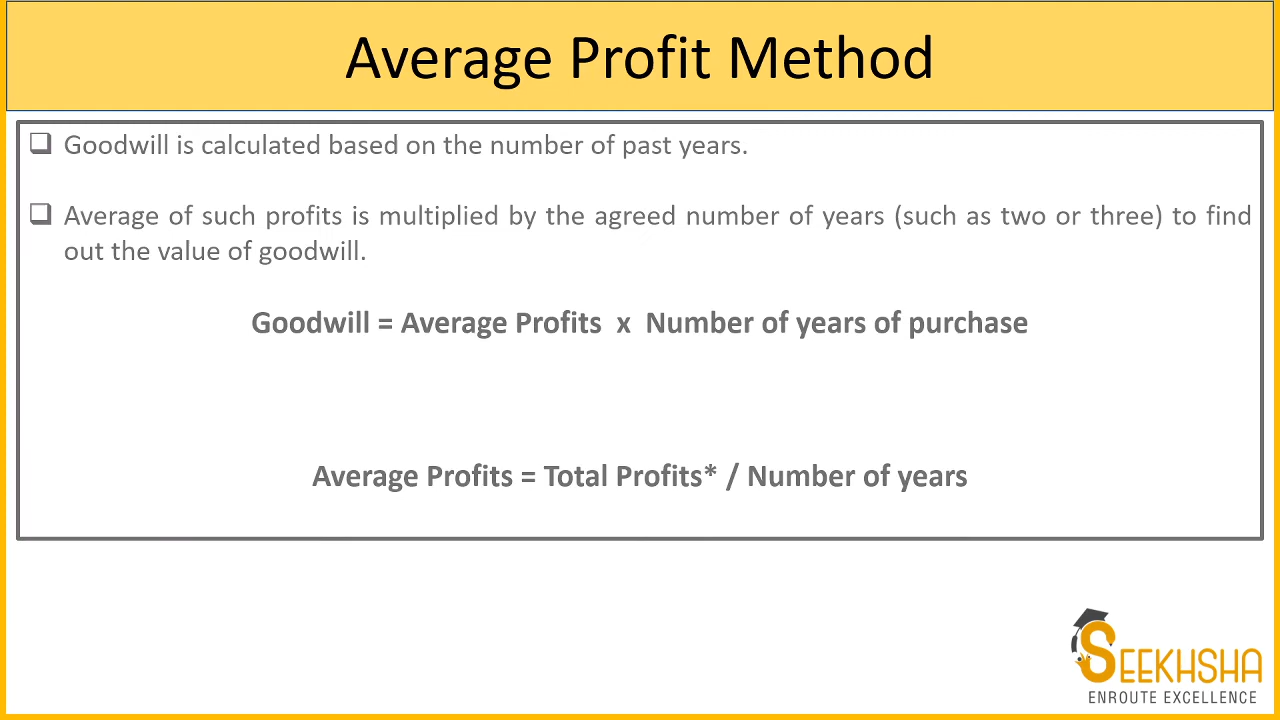 Average Profit Method
Goodwill is calculated based on the number of past years.
Average of such profits is multiplied by the agreed number of years (such as two or three) to find
out the value of goodwill.
Goodwill = Average Profits x Number of years of purchase
Average Profits = Total Profits* / Number of years
SEEKHSHA
ENROUTE EXCELLENCE